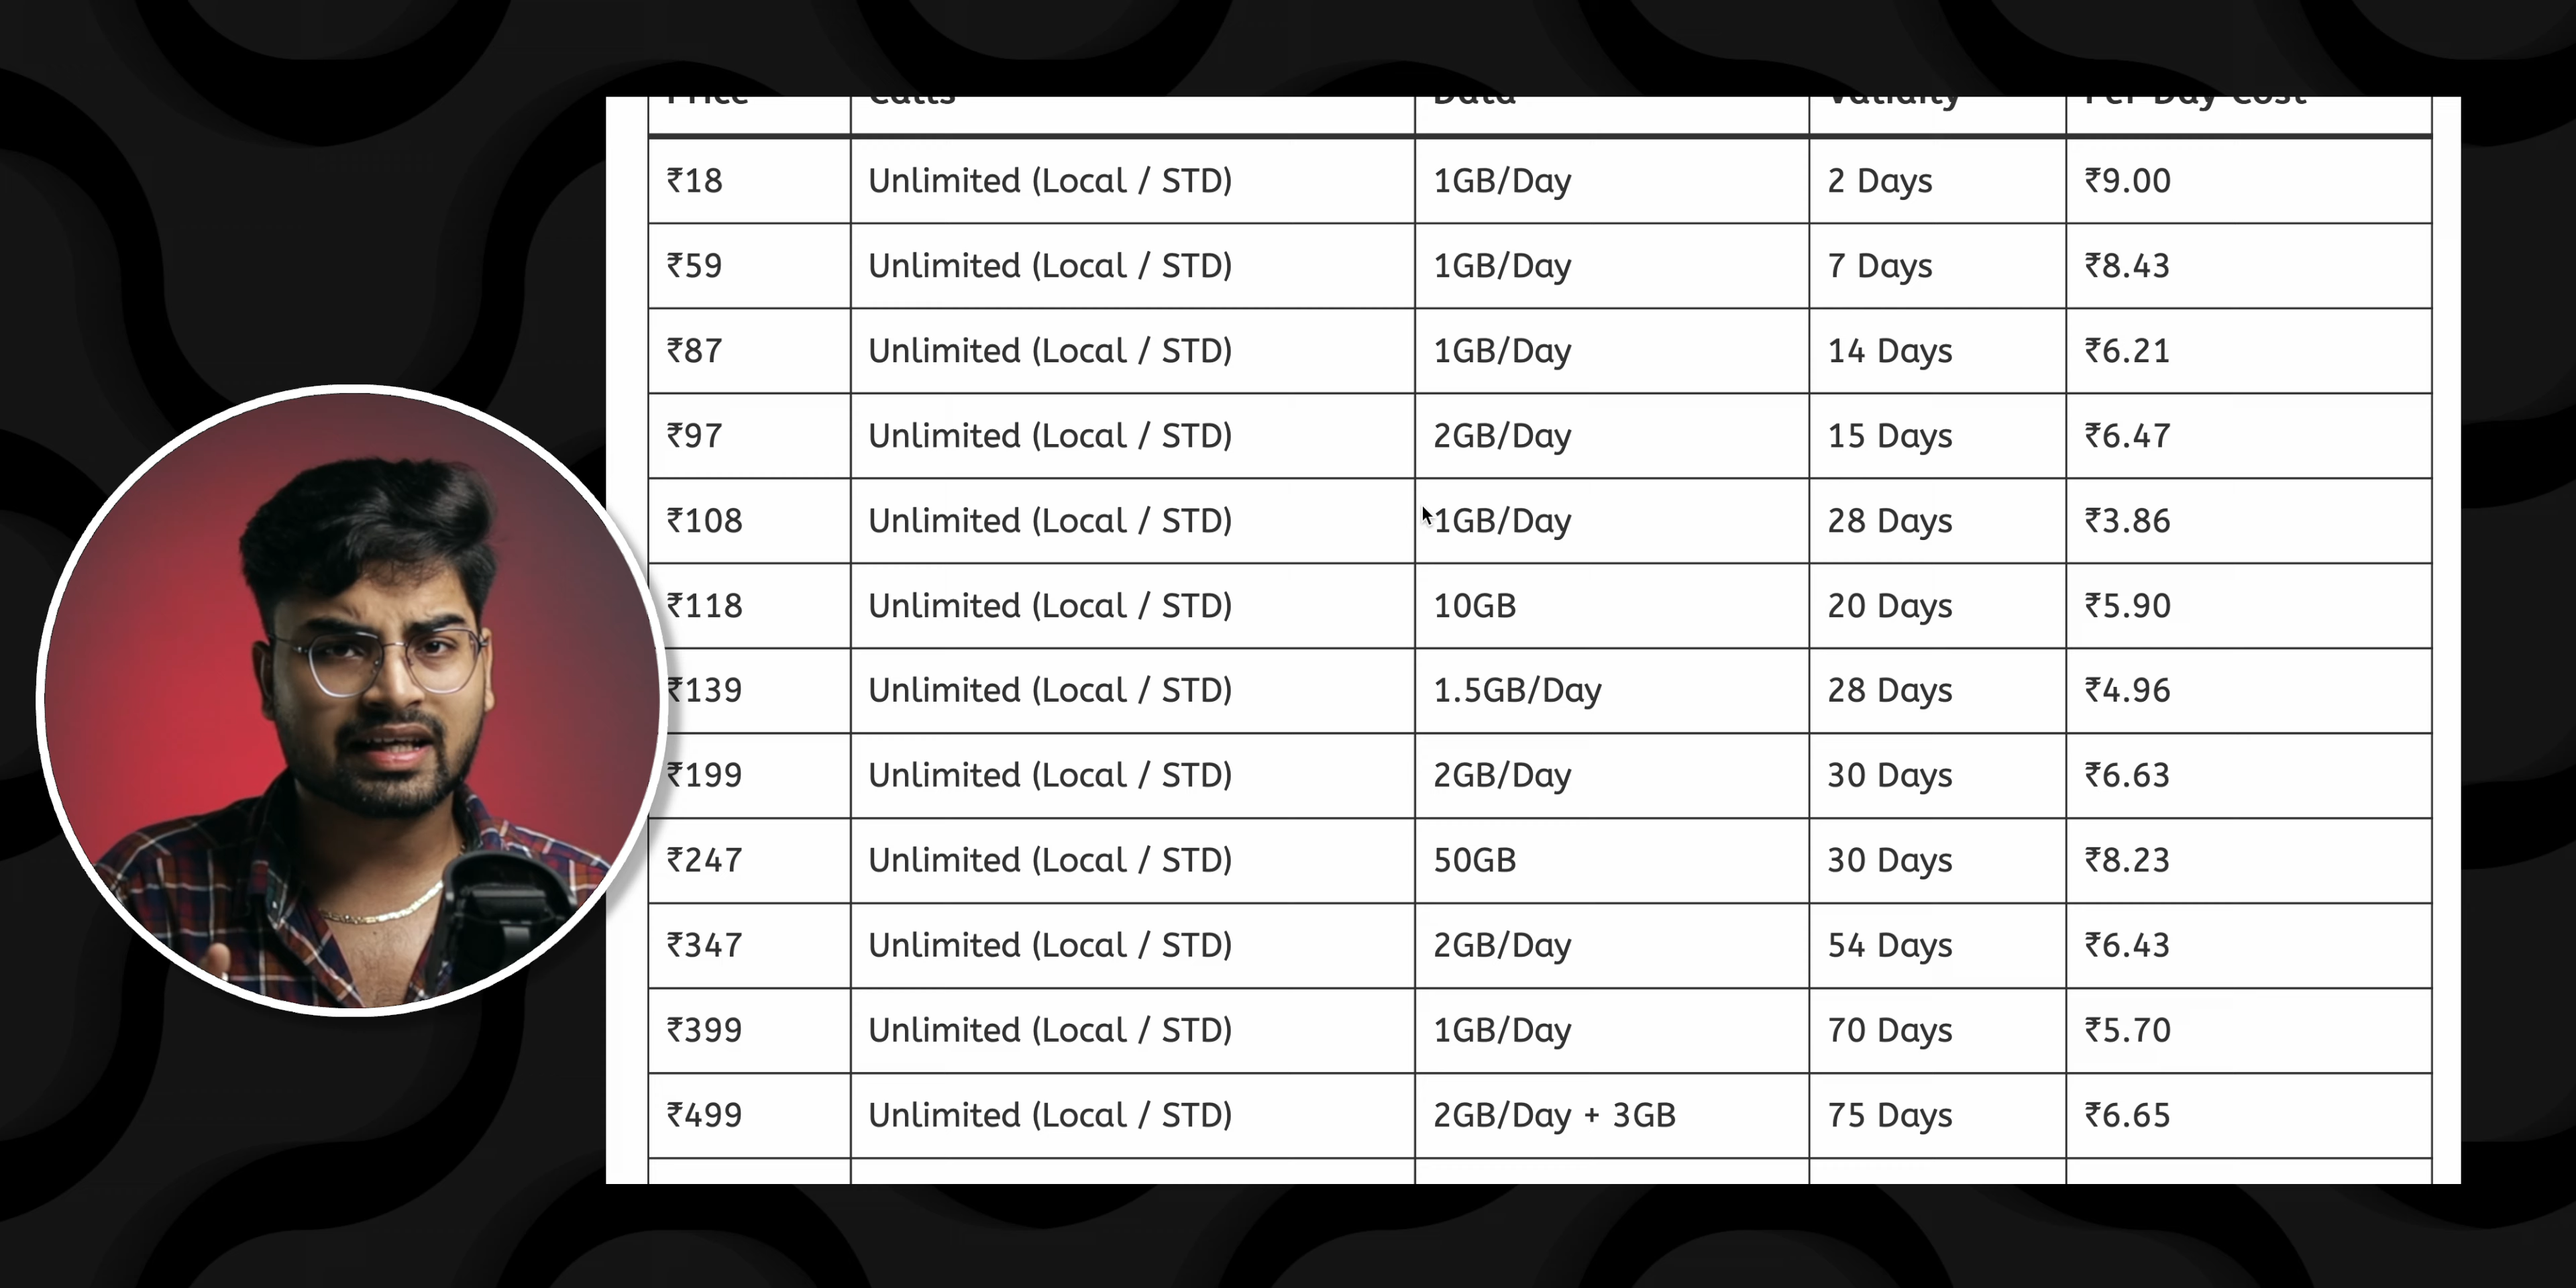 Price Calls Data Validity Per Day Cost
₹18 Unlimited (Local / STD) 1GB/Day 2 Days ₹9.00
₹59 Unlimited (Local / STD) 1GB/Day 7 Days ₹8.43
₹87 Unlimited (Local / STD) 1GB/Day 14 Days ₹6.21
₹97 Unlimited (Local / STD) 2GB/Day 15 Days ₹6.47
₹108 Unlimited (Local / STD) 1GB/Day 28 Days ₹3.86
₹118 Unlimited (Local / STD) 10GB 20 Days ₹5.90
₹139 Unlimited (Local / STD) 1.5GB/Day 28 Days ₹4.96
₹199 Unlimited (Local / STD) 2GB/Day 30 Days ₹6.63
₹247 Unlimited (Local / STD) 50GB 30 Days ₹8.23
₹347 Unlimited (Local / STD) 2GB/Day 54 Days ₹6.43
₹399 Unlimited (Local / STD) 1GB/Day 70 Days ₹5.70
₹499 Unlimited (Local / STD) 2GB/Day + 3GB 75 Days ₹6.65